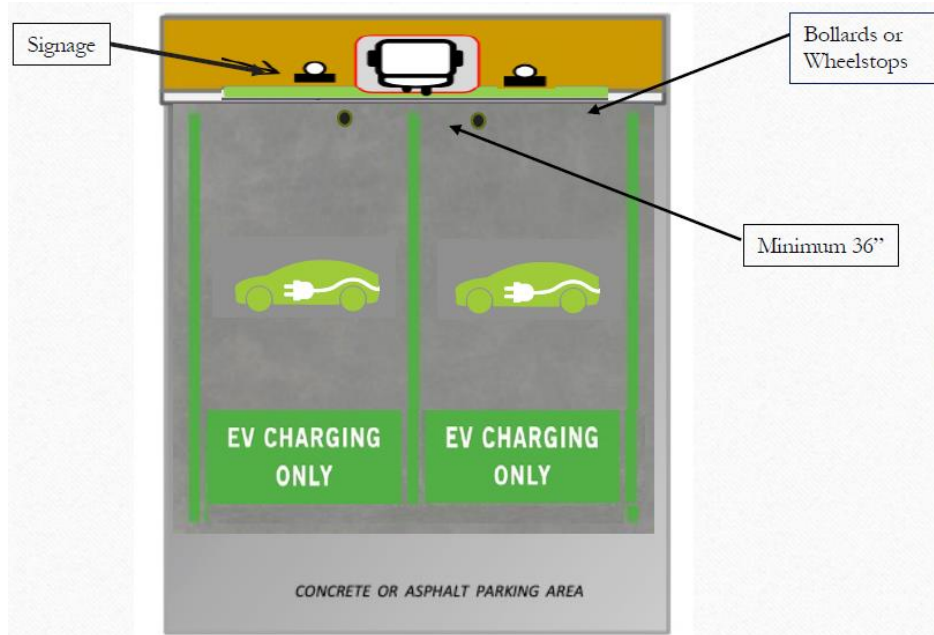 Signage
Bollards or
Wheelstops
Minimum 36”
EV CHARGING
ONLY
EV CHARGING
ONLY
CONCRETE OR ASPHALT PARKING AREA